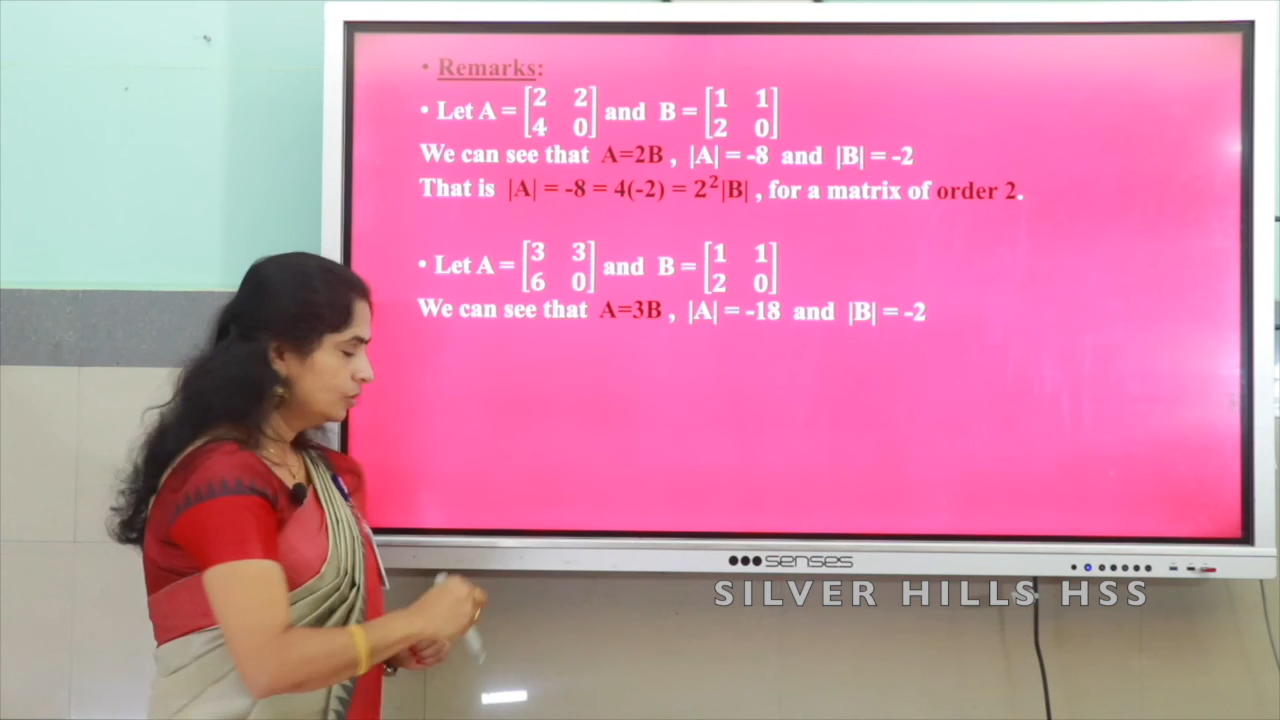 • Remarks:
• Let A = [2 2 4 0] and B = [1 1 2 0]
We can see that A=2B , |A| = -8 and |B| = -2
That is |A| = -8 = 4(-2) = 2²|B| , for a matrix of order 2.
• Let A = [3 3 6 0] and B = [1 1 2 0]
We can see that A=3B , |A| = -18 and |B| = -2
senses
SILVER HILLS HSS